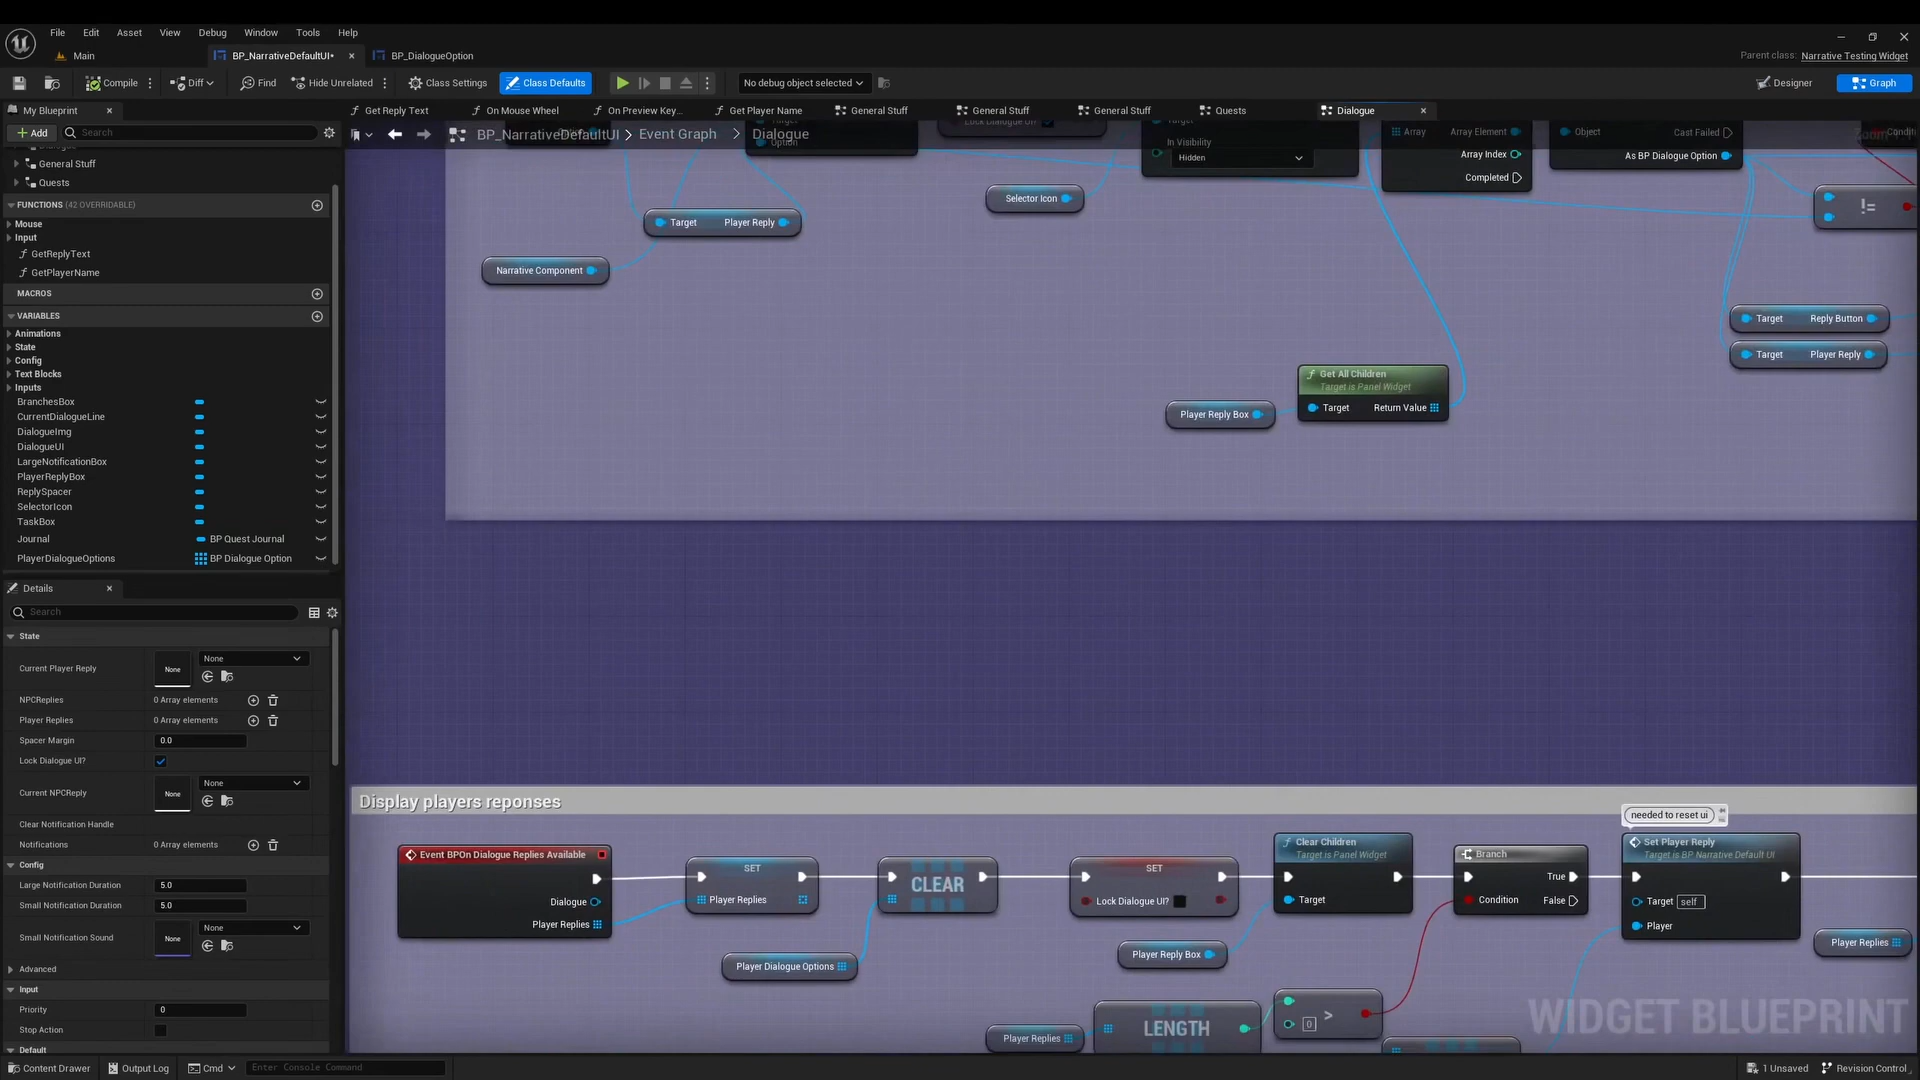 File Edit Asset View Debug Window Tools Help
Main BP_NarrativeDefaultUI* BP_DialogueOption
Parent class: Narrative Testing Widget
Compile Diff Find Hide Unrelated Class Settings Class Defaults No debug object selected Designer Graph
My Blueprint
Get Reply Text On Mouse Wheel On Preview Key... Get Player Name General Stuff General Stuff General Stuff Quests Dialogue
Add Search
BP_NarrativeDefaultUI > Event Graph > Dialogue
General Stuff
Quests
FUNCTIONS (42 OVERRIDABLE)
Mouse
Input
GetReplyText
GetPlayerName
MACROS
VARIABLES
Animations
State
Config
Text Blocks
Inputs
BranchesBox
CurrentDialogueLine
DialogueImg
DialogueUI
LargeNotificationBox
PlayerReplyBox
ReplySpacer
SelectorIcon
TaskBox
Journal BP Quest Journal
PlayerDialogueOptions BP Dialogue Option
Details
Search
State
Current Player Reply None None
NPCReplies 0 Array elements
Player Replies 0 Array elements
Spacer Margin 0.0
Lock Dialogue UI?
Current NPCReply None None
Clear Notification Handle
Notifications 0 Array elements
Config
Large Notification Duration 5.0
Small Notification Duration 5.0
Small Notification Sound None None
Advanced
Input
Priority 0
Stop Action
Default
Option
In Visibility
Hidden
Array Array Element
Array Index
Completed
Object Cast Failed
As BP Dialogue Option
Selector Icon
!=
Target Player Reply
Narrative Component
Target Reply Button
Target Player Reply
Get All Children
Target is Panel Widget
Target Return Value
Player Reply Box
Display players reponses
needed to reset ui
Event BPOn Dialogue Replies Available
Dialogue
Player Replies
SET
Player Replies
CLEAR
SET
Lock Dialogue UI?
Clear Children
Target is Panel Widget
Target
Branch
True
Condition False
Set Player Reply
Target is BP Narrative Default UI
Target self
Player
Player Replies
Player Dialogue Options
Player Reply Box
Player Replies
LENGTH
0 >
WIDGET BLUEPRINT
Content Drawer Output Log Cmd Enter Console Command 1 Unsaved Revision Control